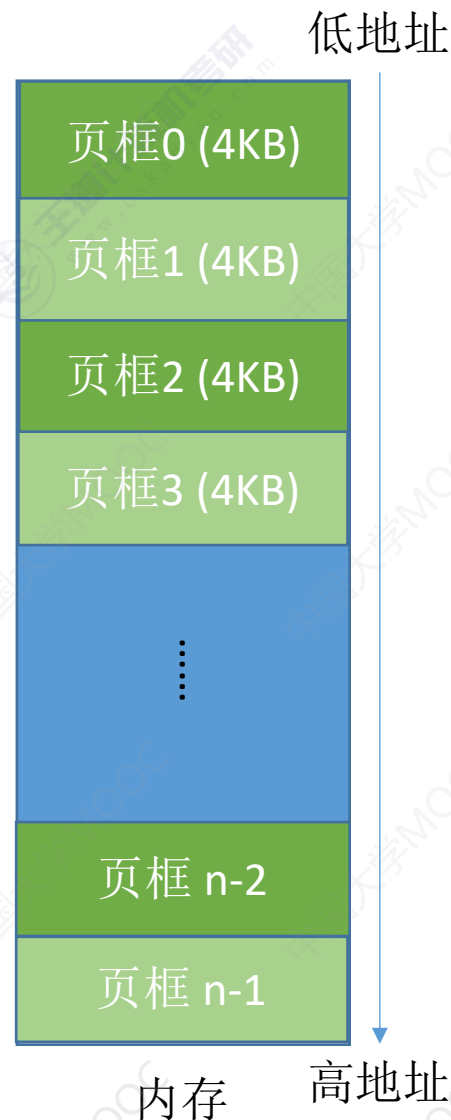 低地址
页框0 (4KB)
页框1 (4KB)
页框2 (4KB)
页框3 (4KB)
......
页框 n-2
页框 n-1
内存
高地址